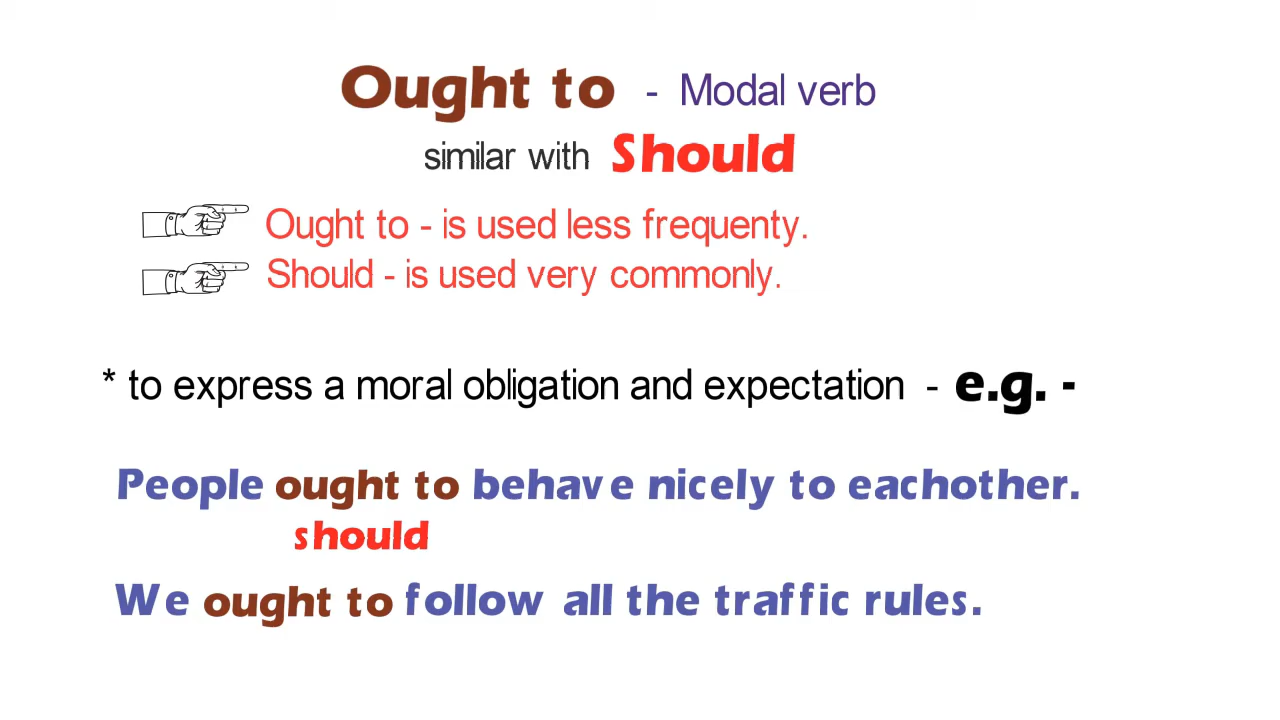 Ought to - Modal verb
similar with Should
Ought to - is used less frequenty.
Should - is used very commonly.
* to express a moral obligation and expectation - e.g. -
People ought to behave nicely to eachother.
should
We ought to follow all the traffic rules.